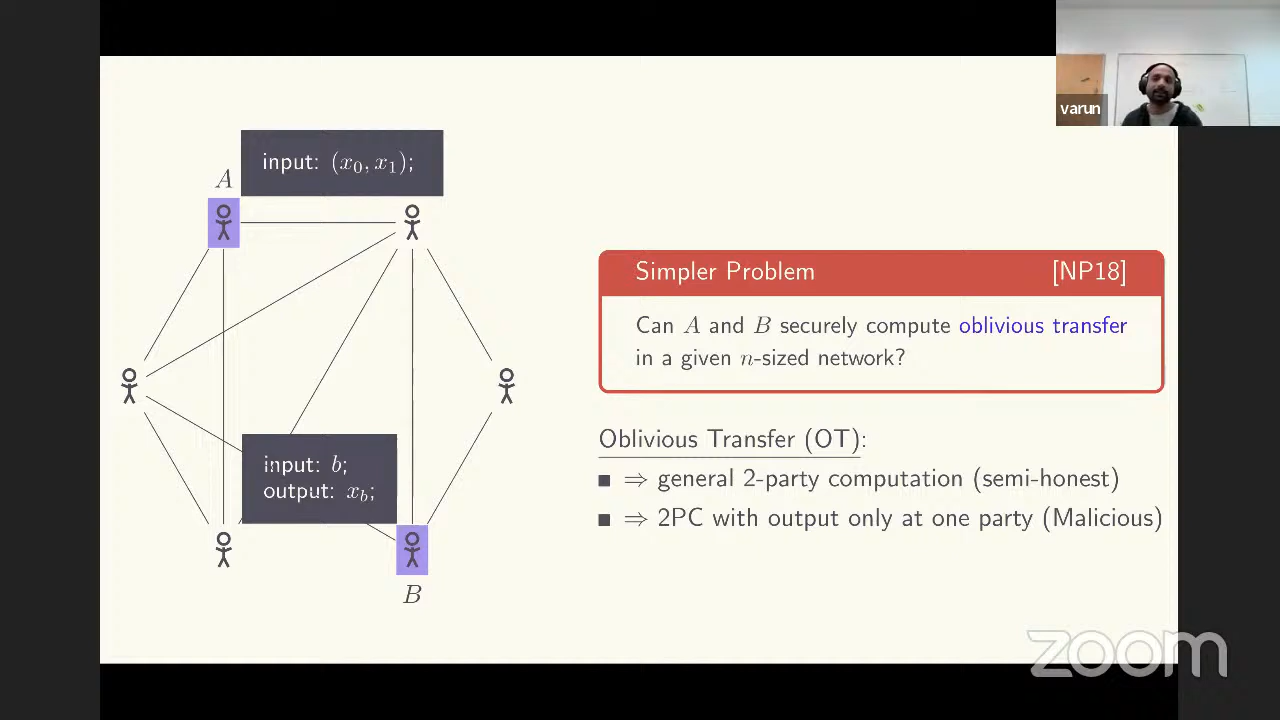 varun
input: (x₀, x₁);
A
Simpler Problem [NP18]
Can A and B securely compute oblivious transfer
in a given n-sized network?
Oblivious Transfer (OT):
■ ⇒ general 2-party computation (semi-honest)
■ ⇒ 2PC with output only at one party (Malicious)
input: b;
output: x_b;
B
zoom